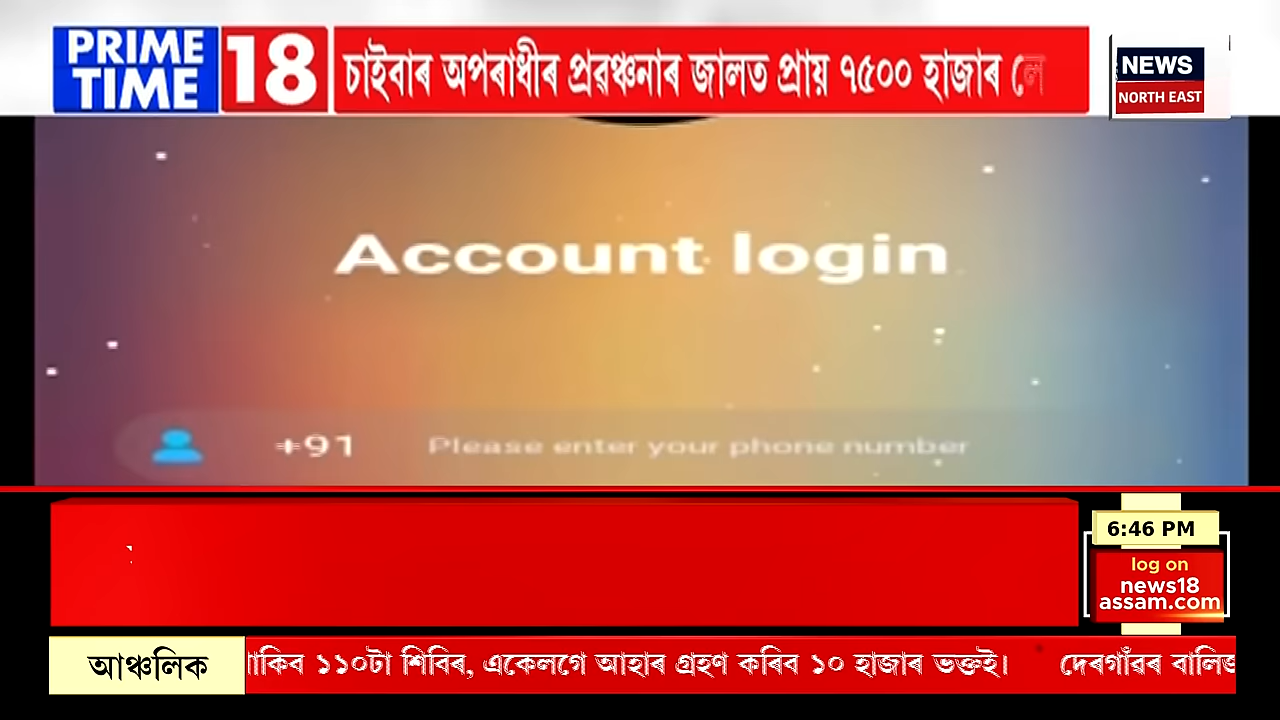 PRIME
TIME
18
চাইবাৰ অপৰাধীৰ প্ৰৱঞ্চনাৰ জালত প্ৰায় ৭৫০০ হাজাৰ
NEWS
NORTH EAST
Account login
+91 Please enter your phone number
6:46 PM
log on
news18
assam.com
আঞ্চলিক
১১০টা শিবিৰ, একেলগে আহাৰ গ্ৰহণ কৰিব ১০ হাজাৰ ভক্তই। দেৰগাঁৱৰ